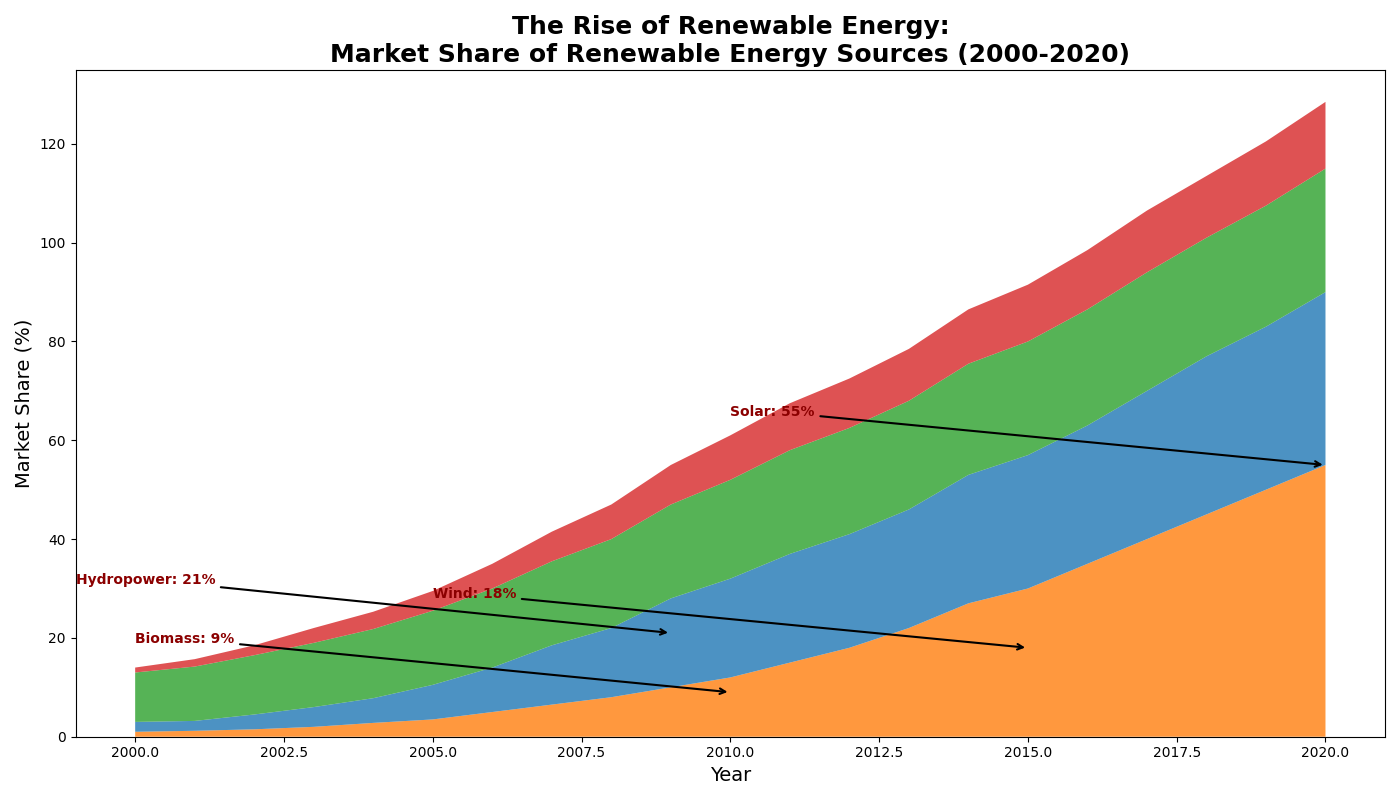 The Rise of Renewable Energy:
Market Share of Renewable Energy Sources (2000-2020)
Market Share (%)
120
100
80
60
40
20
0
Solar: 55%
Hydropower: 21%
Wind: 18%
Biomass: 9%
2000.0 2002.5 2005.0 2007.5 2010.0 2012.5 2015.0 2017.5 2020.0
Year